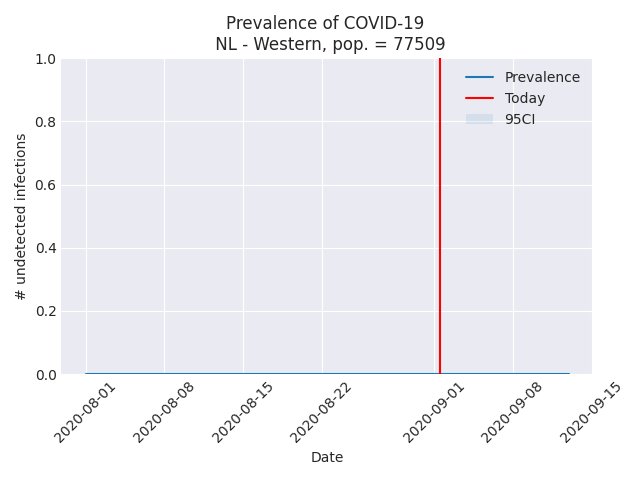 Prevalence of COVID-19
NL - Western, pop. = 77509
Prevalence
Today
95CI
# undetected infections
1.0
0.8
0.6
0.4
0.2
0.0
2020-08-01
2020-08-08
2020-08-15
2020-08-22
2020-09-01
2020-09-08
2020-09-15
Date